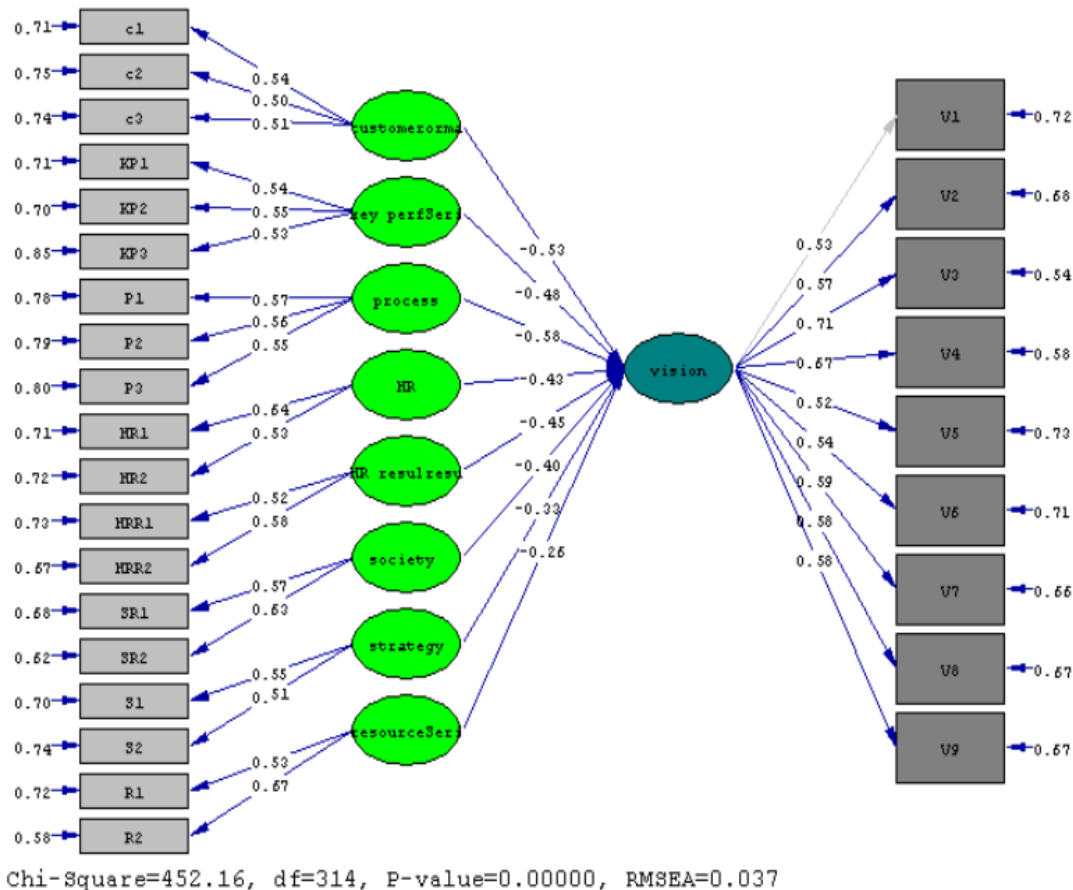 0.71 c1
0.75 c2
0.74 c3
0.71 KP1
0.70 KP2
0.85 KP3
0.78 P1
0.79 P2
0.80 P3
0.71 HR1
0.72 HR2
0.73 HRR1
0.67 HRR2
0.68 SR1
0.62 SR2
0.70 S1
0.74 S2
0.72 R1
0.58 R2
0.54
0.50
0.51
0.54
0.55
0.53
0.57
0.56
0.55
0.64
0.53
0.52
0.58
0.57
0.63
0.55
0.51
0.53
0.67
customerorma
key perfSeri
process
HR
HR resulresu
society
strategy
resourceSeri
-0.53
-0.48
-0.58
-0.43
-0.45
-0.40
-0.33
-0.26
vision
0.53
0.57
0.71
0.67
0.52
0.54
0.59
0.58
0.58
V1 0.72
V2 0.68
V3 0.54
V4 0.58
V5 0.73
V6 0.71
V7 0.66
V8 0.67
V9 0.67
Chi-Square=452.16, df=314, P-value=0.00000, RMSEA=0.037